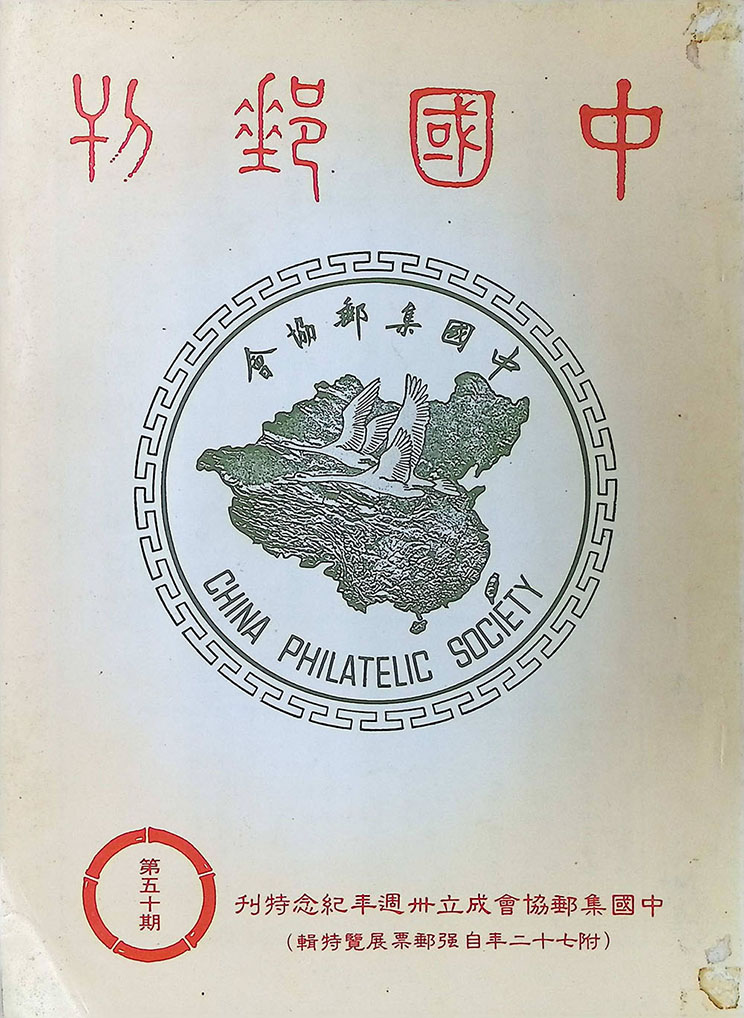 中國郵刊
中國集郵協會
CHINA PHILATELIC SOCIETY
第五十期
中國集郵協會成立卅週年紀念特刊
(附七十二年自强郵票展覽特輯)